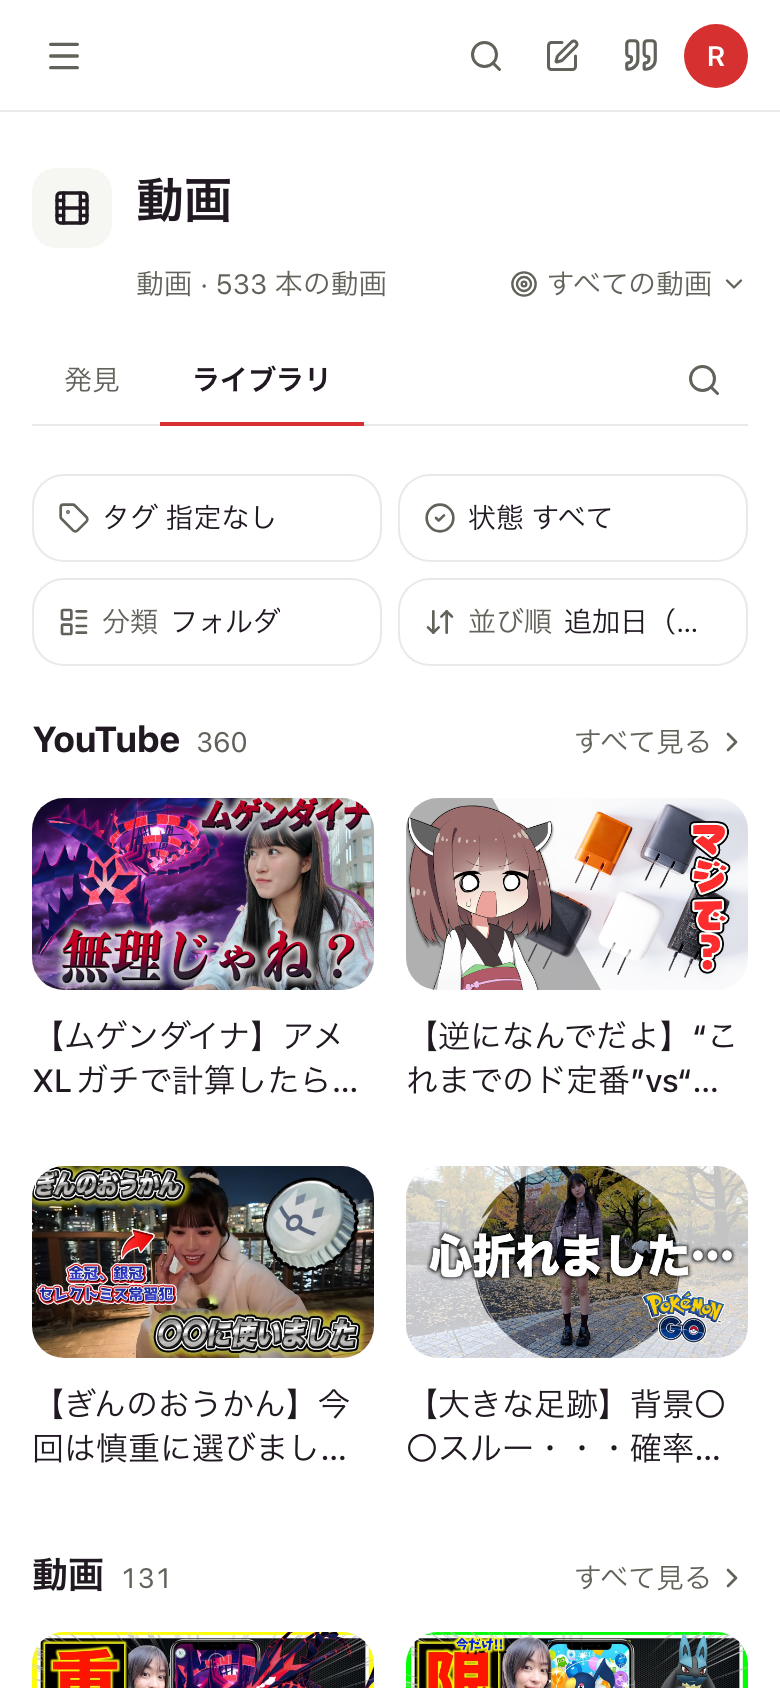 R
動画
動画 · 533 本の動画
すべての動画
発見
ライブラリ
タグ 指定なし
状態 すべて
分類 フォルダ
並び順 追加日（...
YouTube 360
すべて見る
ムゲンダイナ
無理じゃね？
マジで？
【ムゲンダイナ】アメ
XLガチで計算したら...
【逆になんでだよ】“こ
れまでのド定番”vs“...
ぎんのおうかん
金冠、銀冠
セレクトミス常習犯
〇〇に使いました
心折れました…
POKéMON
GO
【ぎんのおうかん】今
回は慎重に選びまし...
【大きな足跡】背景〇
〇スルー・・・確率...
動画 131
すべて見る
重
今だけ!!
限